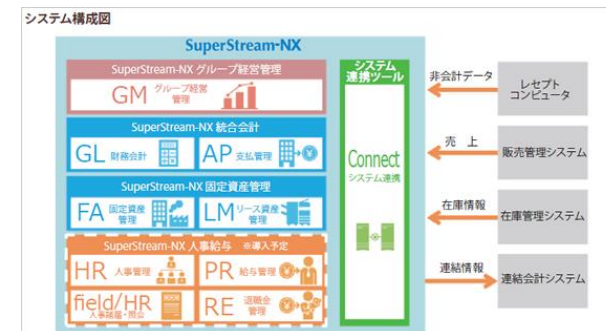 システム構成図
SuperStream-NX
SuperStream-NX グループ経営管理
GM グループ経営
管理
SuperStream-NX 統合会計
GL 財務会計
AP 支払管理
SuperStream-NX 固定資産管理
FA 固定資産
管理
LM リース資産
管理
SuperStream-NX 人事給与 ※導入予定
HR 人事管理
PR 給与管理
field/HR
人事諸届・照会
RE 退職金
管理
システム
連携ツール
Connect
システム連携
非会計データ
売 上
在庫情報
連結情報
レセプト
コンピュータ
販売管理システム
在庫管理システム
連結会計システム